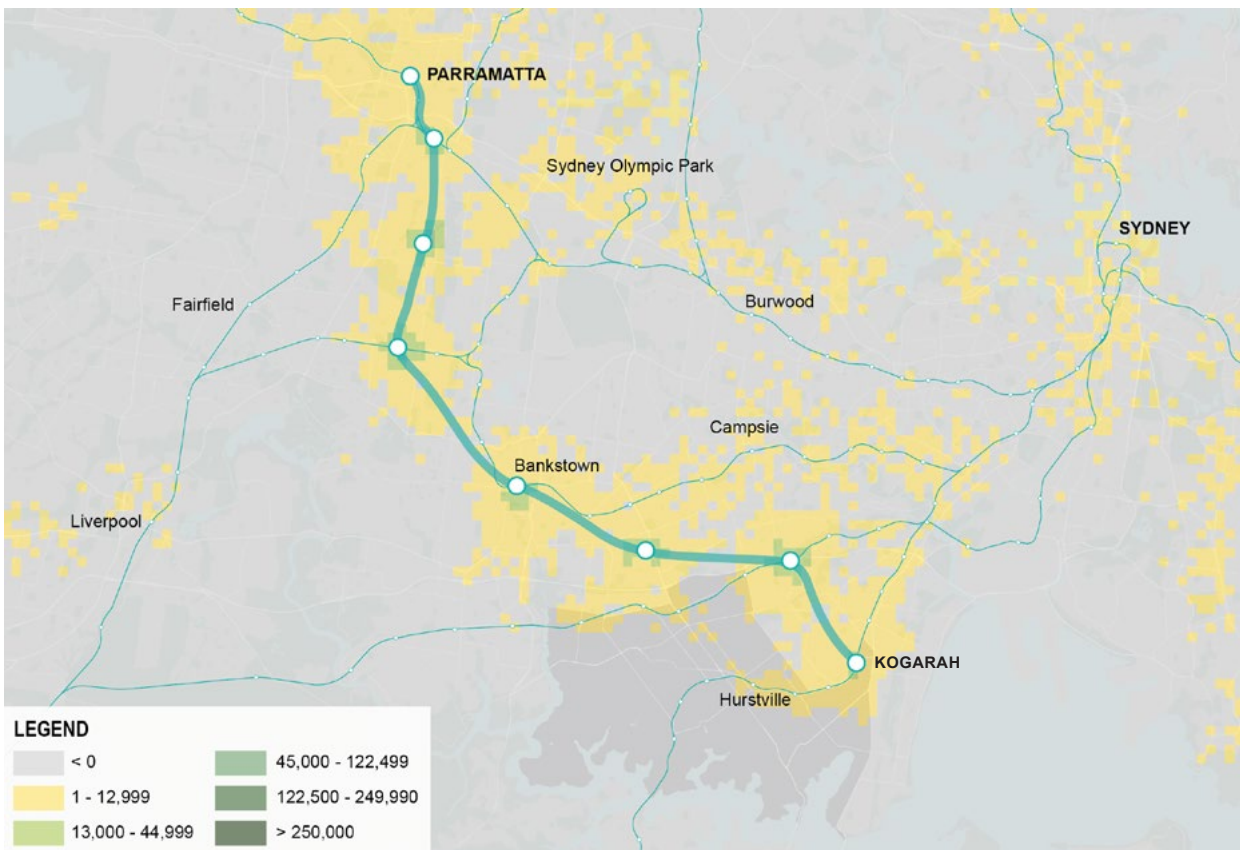 PARRAMATTA
Sydney Olympic Park
SYDNEY
Fairfield
Burwood
Campsie
Bankstown
Liverpool
KOGARAH
Hurstville
LEGEND
< 0
1 - 12,999
13,000 - 44,999
45,000 - 122,499
122,500 - 249,990
> 250,000